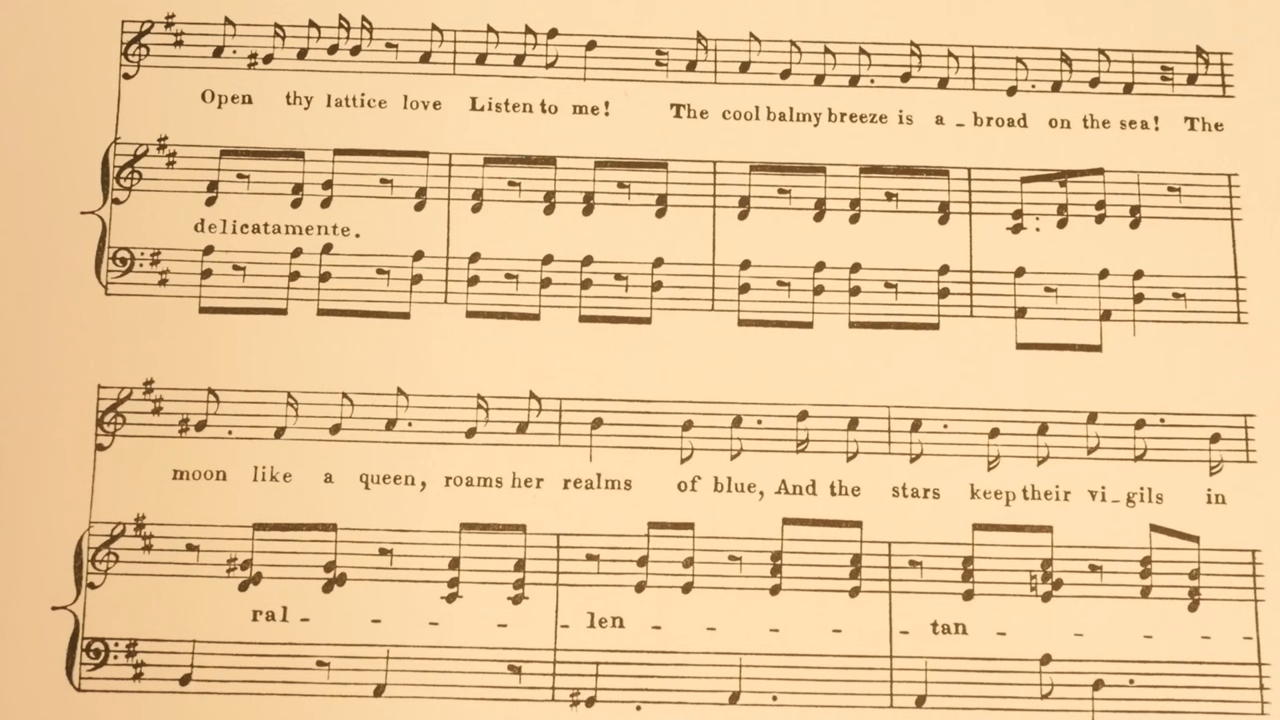 Open thy lattice love Listen to me! The cool balmy breeze is a - broad on the sea! The
delicatamente.
moon like a queen, roams her realms of blue, And the stars keep their vi - gils in
ral - - - - len - - - - tan - - - -